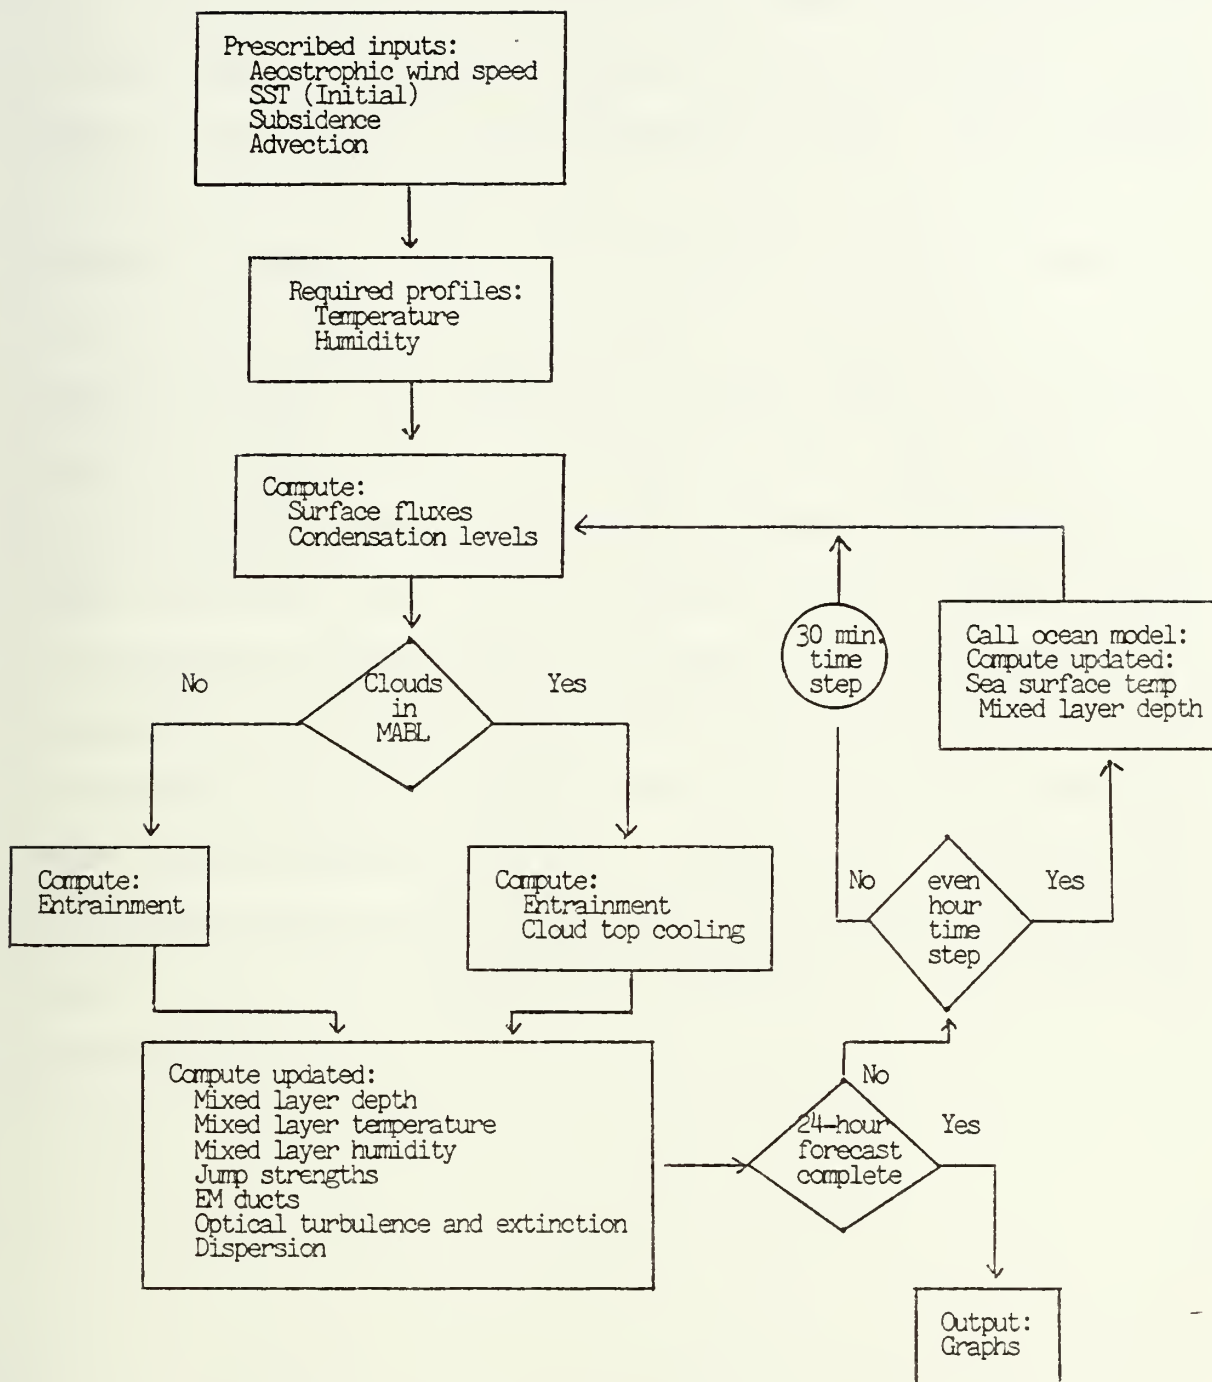 Prescribed inputs:
Aeostrophic wind speed
SST (Initial)
Subsidence
Advection
Required profiles:
Temperature
Humidity
Compute:
Surface fluxes
Condensation levels
Clouds
in
MABL
No
Yes
Compute:
Entrainment
Compute:
Entrainment
Cloud top cooling
Compute updated:
Mixed layer depth
Mixed layer temperature
Mixed layer humidity
Jump strengths
EM ducts
Optical turbulence and extinction
Dispersion
24-hour
forecast
complete
No
Yes
even
hour
time
step
No
Yes
30 min.
time
step
Call ocean model:
Compute updated:
Sea surface temp
Mixed layer depth
Output:
Graphs